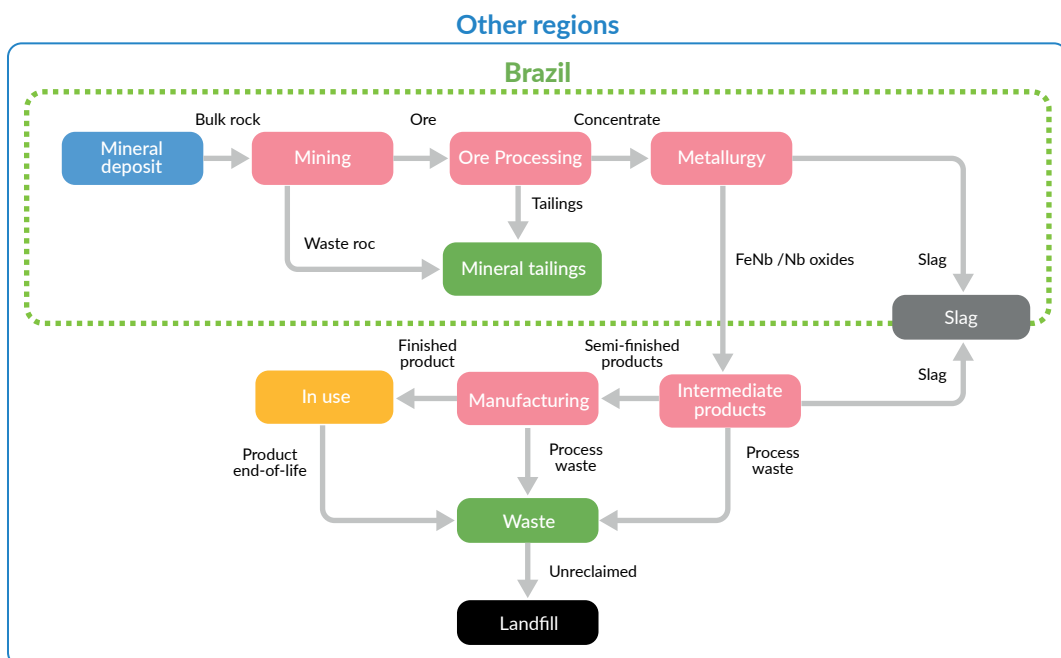 Other regions
Brazil
Bulk rock
Ore
Concentrate
Mineral
deposit
Mining
Ore Processing
Metallurgy
Tailings
Waste roc
Mineral tailings
FeNb /Nb oxides
Slag
Slag
Finished
product
Semi-finished
products
Slag
In use
Manufacturing
Intermediate
products
Product
end-of-life
Process
waste
Process
waste
Waste
Unreclaimed
Landfill